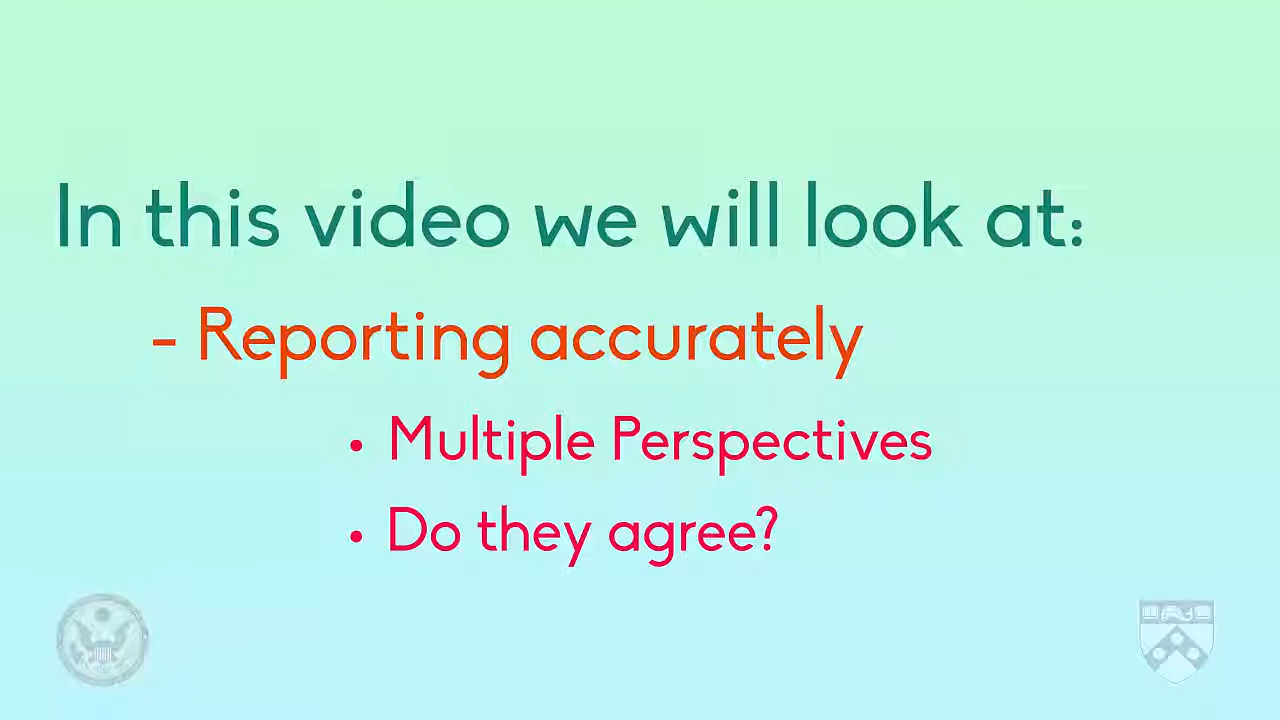 In this video we will look at:
- Reporting accurately
• Multiple Perspectives
• Do they agree?